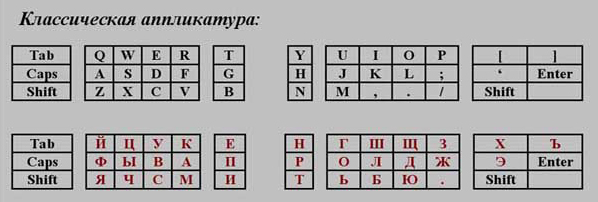 Классическая аппликатура:
Tab Q W E R T Y U I O P [ ]
Caps A S D F G H J K L ; ‘ Enter
Shift Z X C V B N M , . / Shift
Tab Й Ц У К Е Н Г Ш Щ З Х Ъ
Caps Ф Ы В А П Р О Л Д Ж Э Enter
Shift Я Ч С М И Т Ь Б Ю . Shift